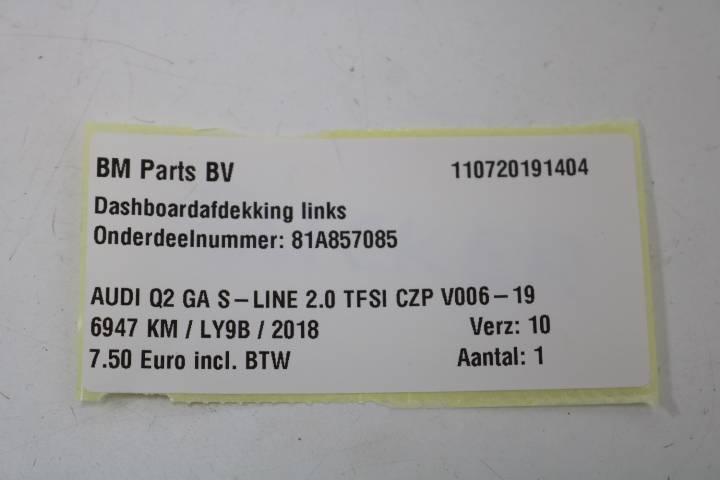 BM Parts BV 110720191404
Dashboardafdekking links
Onderdeelnummer: 81A857085
AUDI Q2 GA S-LINE 2.0 TFSI CZP V006-19
6947 KM / LY9B / 2018 Verz: 10
7.50 Euro incl. BTW Aantal: 1